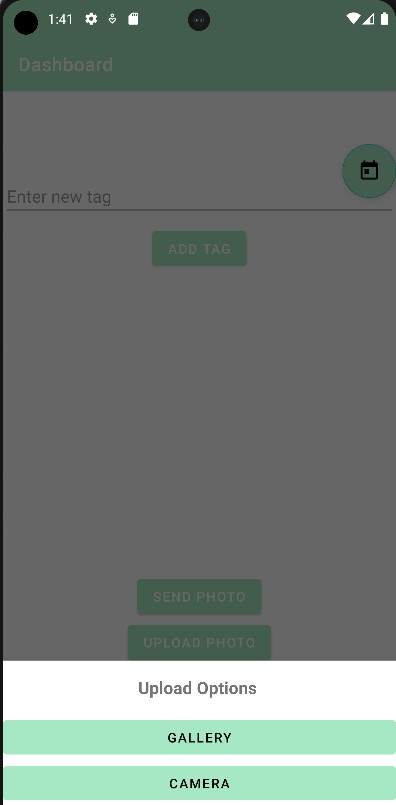 1:41
Dashboard
Enter new tag
ADD TAG
SEND PHOTO
UPLOAD PHOTO
Upload Options
GALLERY
CAMERA